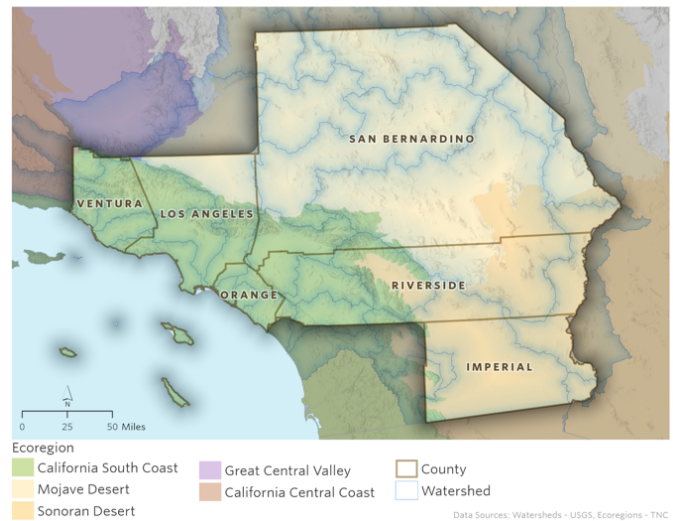 SAN BERNARDINO
VENTURA
LOS ANGELES
ORANGE
RIVERSIDE
IMPERIAL
N
0 25 50 Miles
Ecoregion
California South Coast
Mojave Desert
Sonoran Desert
Great Central Valley
California Central Coast
County
Watershed
Data Sources: Watersheds - USGS, Ecoregions - TNC